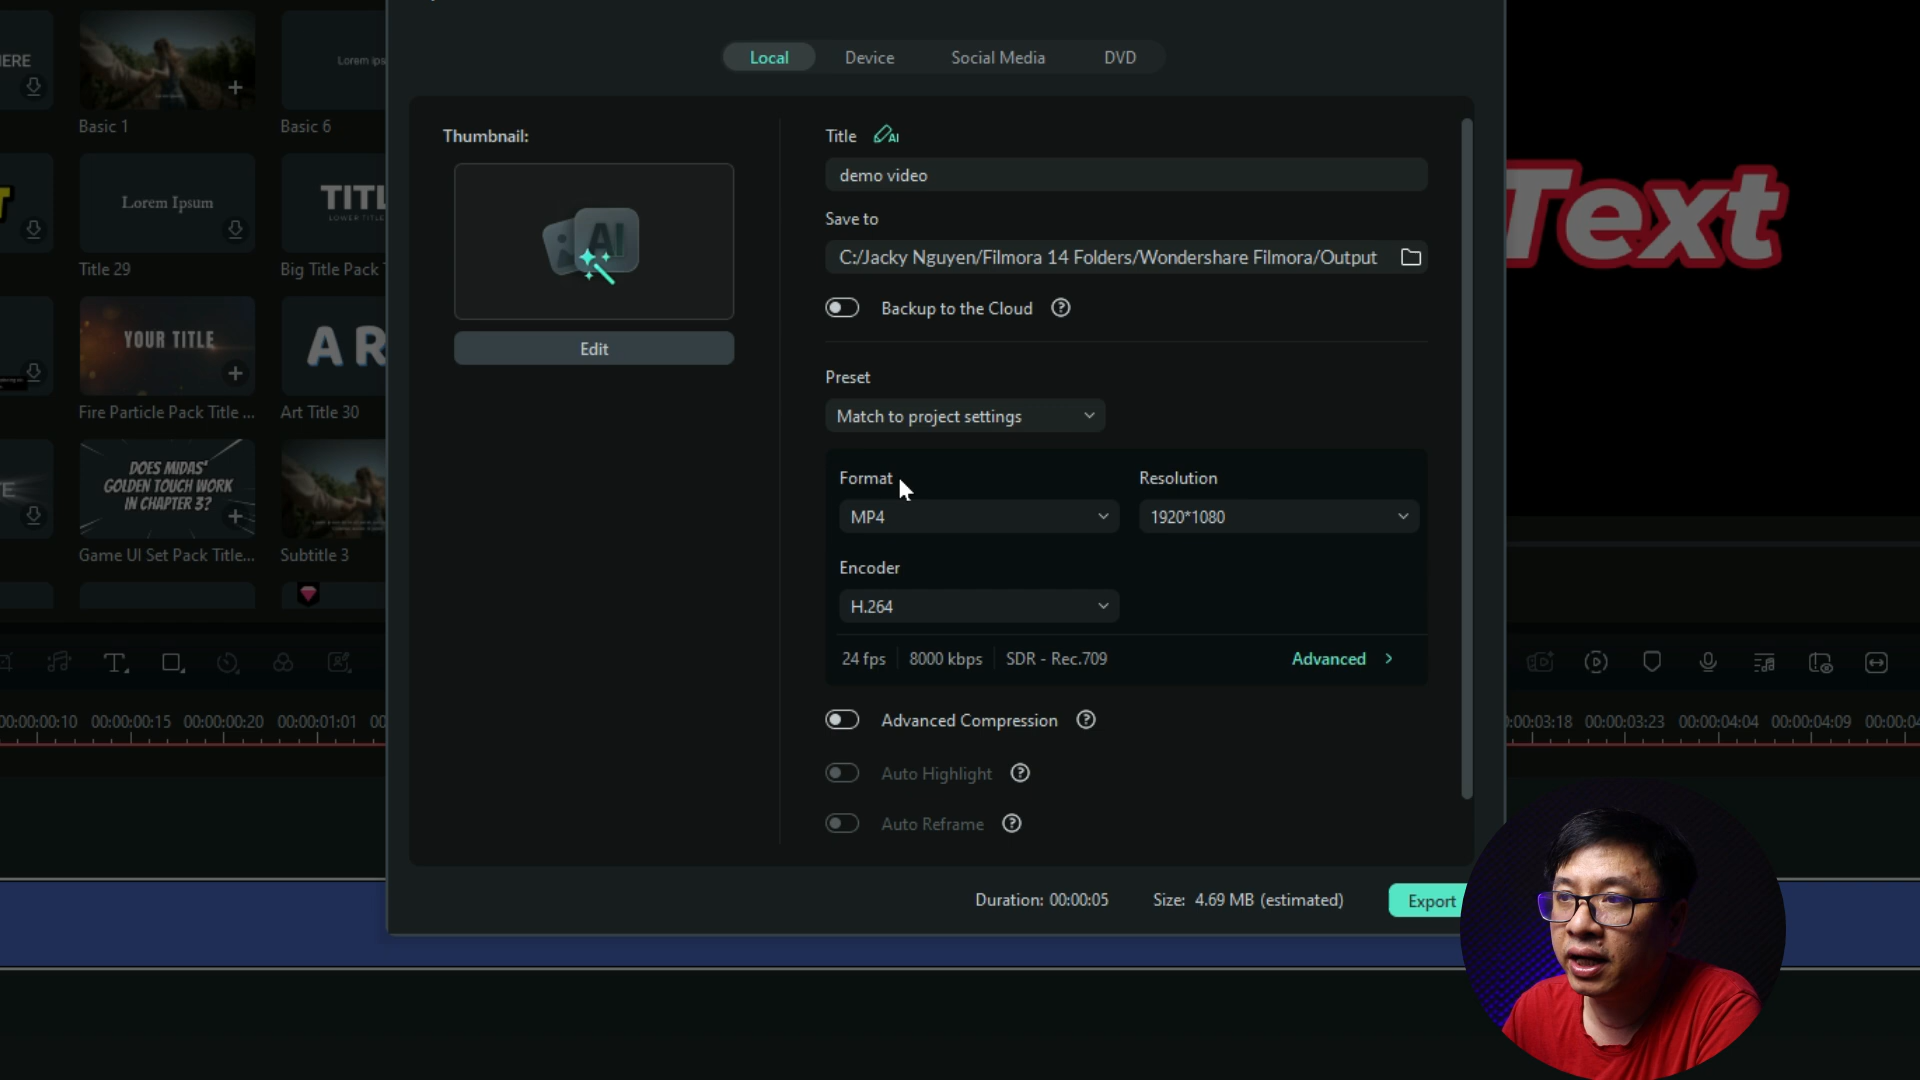 Local Device Social Media DVD
ERE
Basic 1
Lorem ips
Basic 6
Lorem Ipsum
Title 29
TITL
LOWER TITLE
Big Title Pack T
YOUR TITLE
Fire Particle Pack Title ...
AR
Art Title 30
DOES MIDAS'
GOLDEN TOUCH WORK
IN CHAPTER 3?
Game UI Set Pack Title...
Subtitle 3
Thumbnail:
AI
Edit
Title AI
demo video
Save to
C:/Jacky Nguyen/Filmora 14 Folders/Wondershare Filmora/Output
Backup to the Cloud ?
Preset
Match to project settings
Format Resolution
MP4 1920*1080
Encoder
H.264
24 fps 8000 kbps SDR - Rec.709 Advanced >
Advanced Compression ?
Auto Highlight ?
Auto Reframe ?
Duration: 00:00:05 Size: 4.69 MB (estimated) Export
Text
00:00:00:10 00:00:00:15 00:00:00:20 00:00:01:01 00
:00:03:18 00:00:03:23 00:00:04:04 00:00:04:09 00:00:04